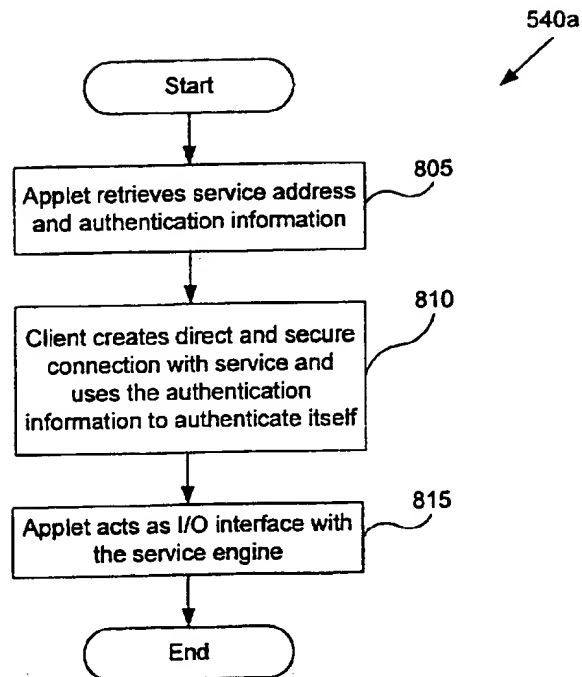 540a
Start
805
Applet retrieves service address
and authentication information
810
Client creates direct and secure
connection with service and
uses the authentication
information to authenticate itself
815
Applet acts as I/O interface with
the service engine
End